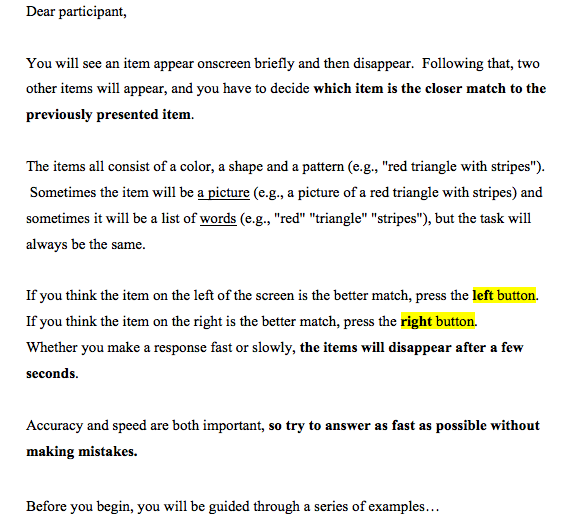 Dear participant,
You will see an item appear onscreen briefly and then disappear.  Following that, two
other items will appear, and you have to decide which item is the closer match to the
previously presented item.
The items all consist of a color, a shape and a pattern (e.g., "red triangle with stripes").
Sometimes the item will be a picture (e.g., a picture of a red triangle with stripes) and
sometimes it will be a list of words (e.g., "red" "triangle" "stripes"), but the task will
always be the same.
If you think the item on the left of the screen is the better match, press the left button.
If you think the item on the right is the better match, press the right button.
Whether you make a response fast or slowly, the items will disappear after a few
seconds.
Accuracy and speed are both important, so try to answer as fast as possible without
making mistakes.
Before you begin, you will be guided through a series of examples…